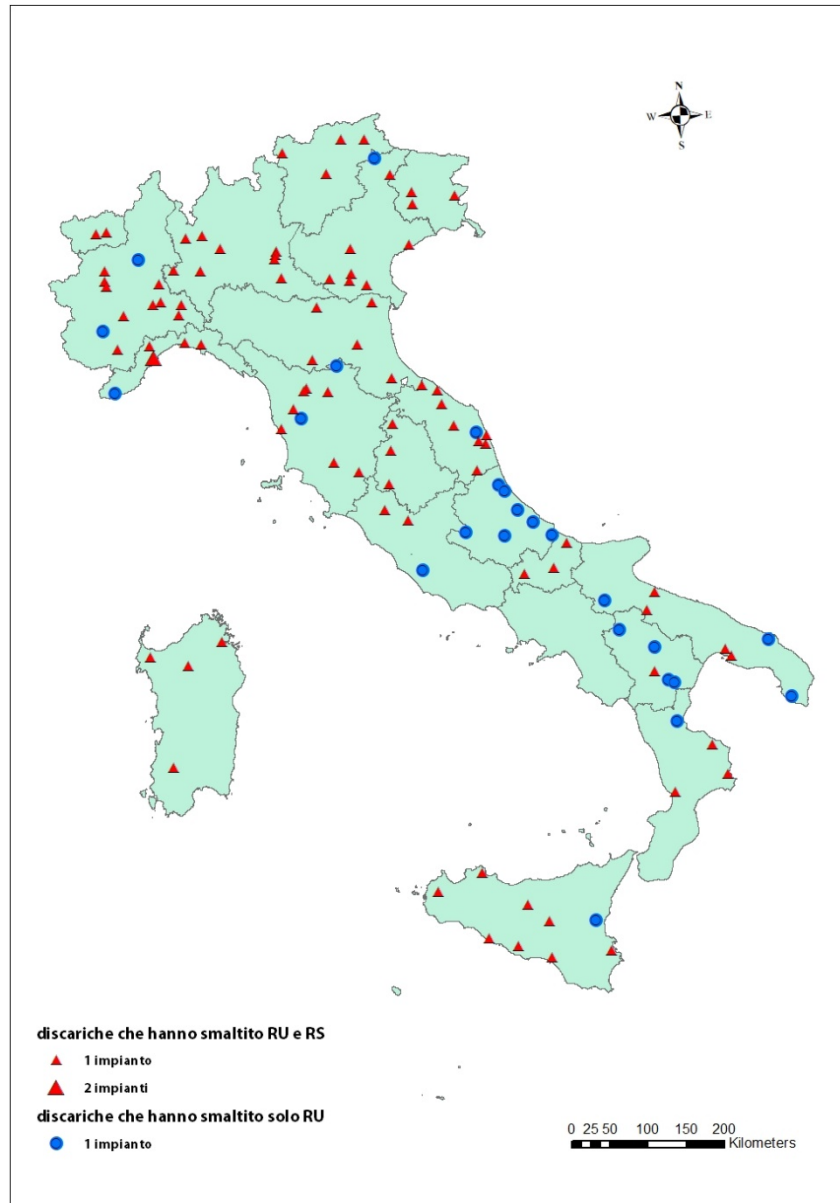 N
W E
S
discariche che hanno smaltito RU e RS
1 impianto
2 impianti
discariche che hanno smaltito solo RU
1 impianto
0 25 50 100 150 200
Kilometers